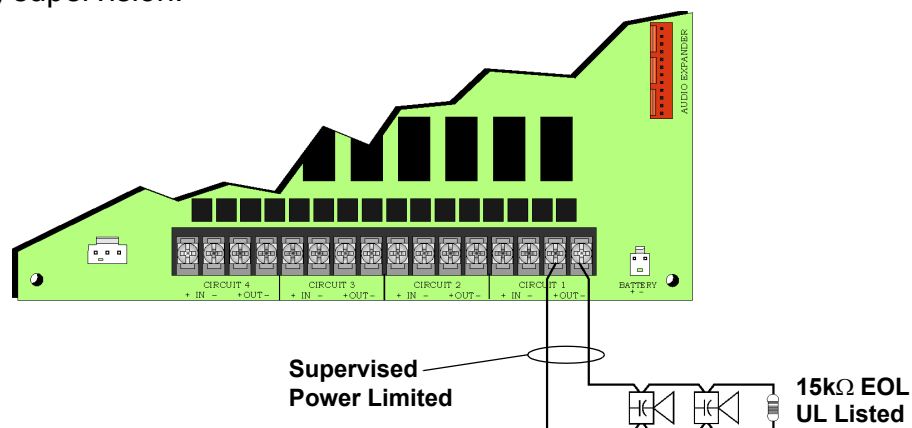 supervision.
AUDIO EXPANDER
CIRCUIT 4 CIRCUIT 3 CIRCUIT 2 CIRCUIT 1 BATTERY
+ IN - +OUT- + IN - +OUT- + IN - +OUT- + IN - +OUT- + -
Supervised
Power Limited
15kΩ EOL
UL Listed